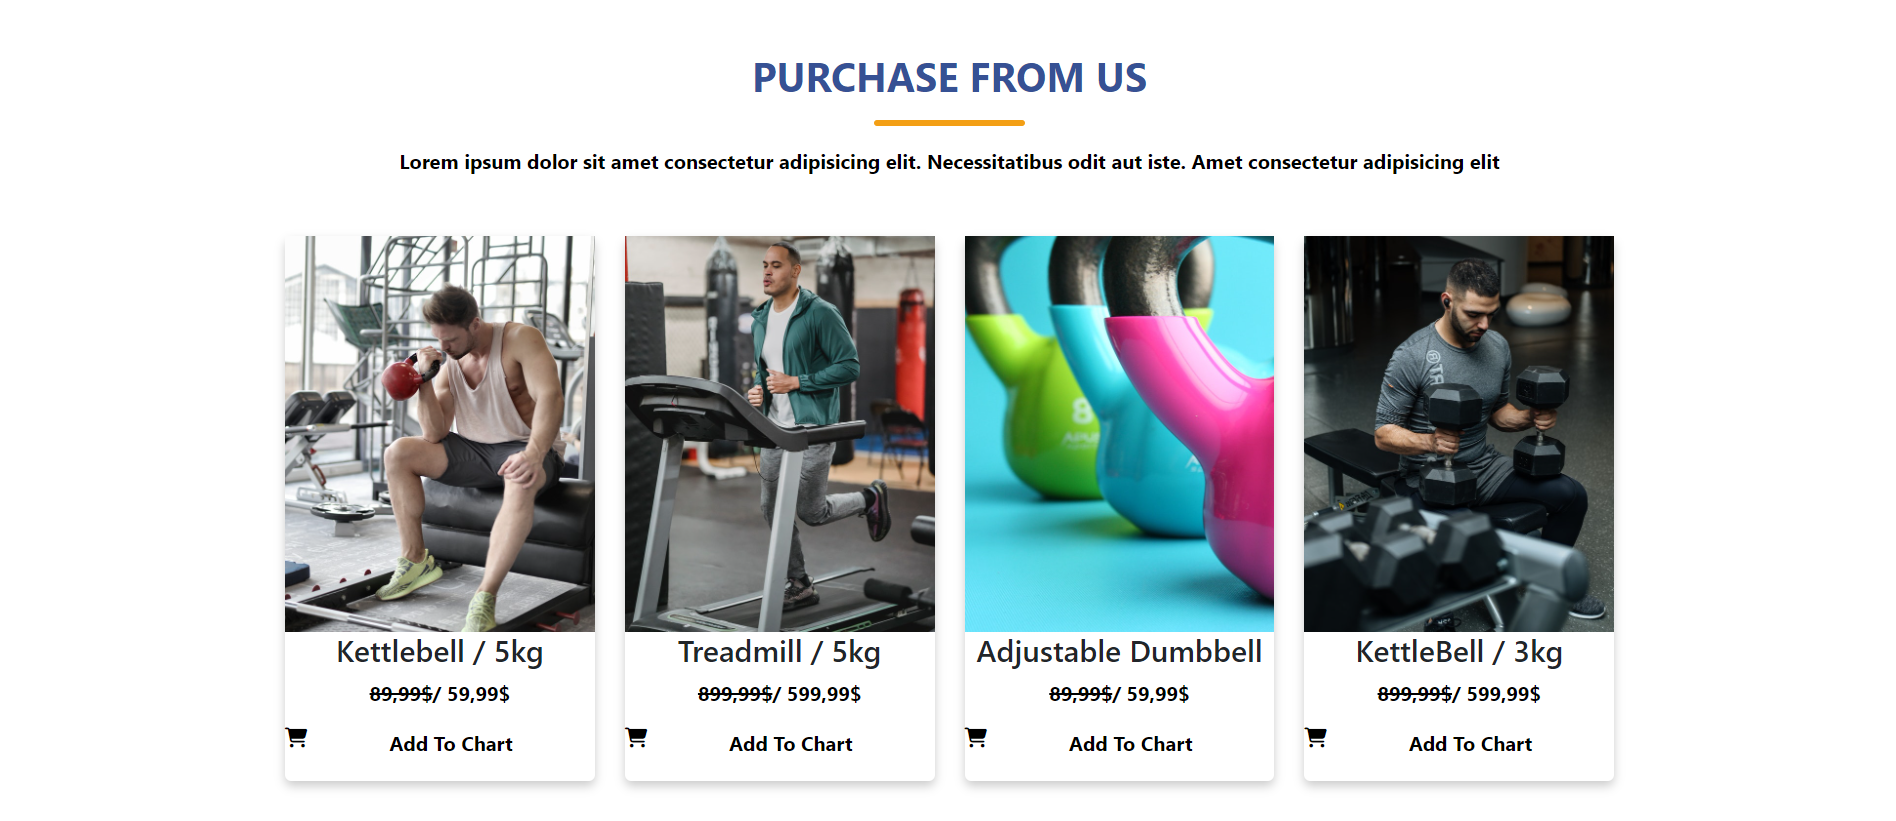 PURCHASE FROM US
Lorem ipsum dolor sit amet consectetur adipisicing elit. Necessitatibus odit aut iste. Amet consectetur adipisicing elit
8
Kettlebell / 5kg
Treadmill / 5kg
Adjustable Dumbbell
KettleBell / 3kg
89,99$/ 59,99$
899,99$/ 599,99$
89,99$/ 59,99$
899,99$/ 599,99$
Add To Chart
Add To Chart
Add To Chart
Add To Chart